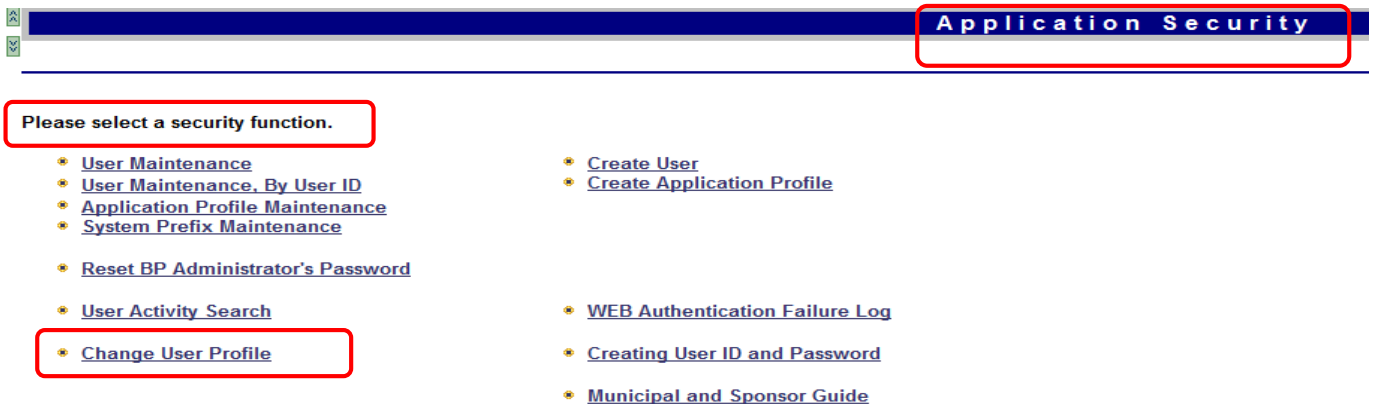 Application Security
Please select a security function.
User Maintenance
User Maintenance, By User ID
Application Profile Maintenance
System Prefix Maintenance
Reset BP Administrator's Password
User Activity Search
Change User Profile
Create User
Create Application Profile
WEB Authentication Failure Log
Creating User ID and Password
Municipal and Sponsor Guide